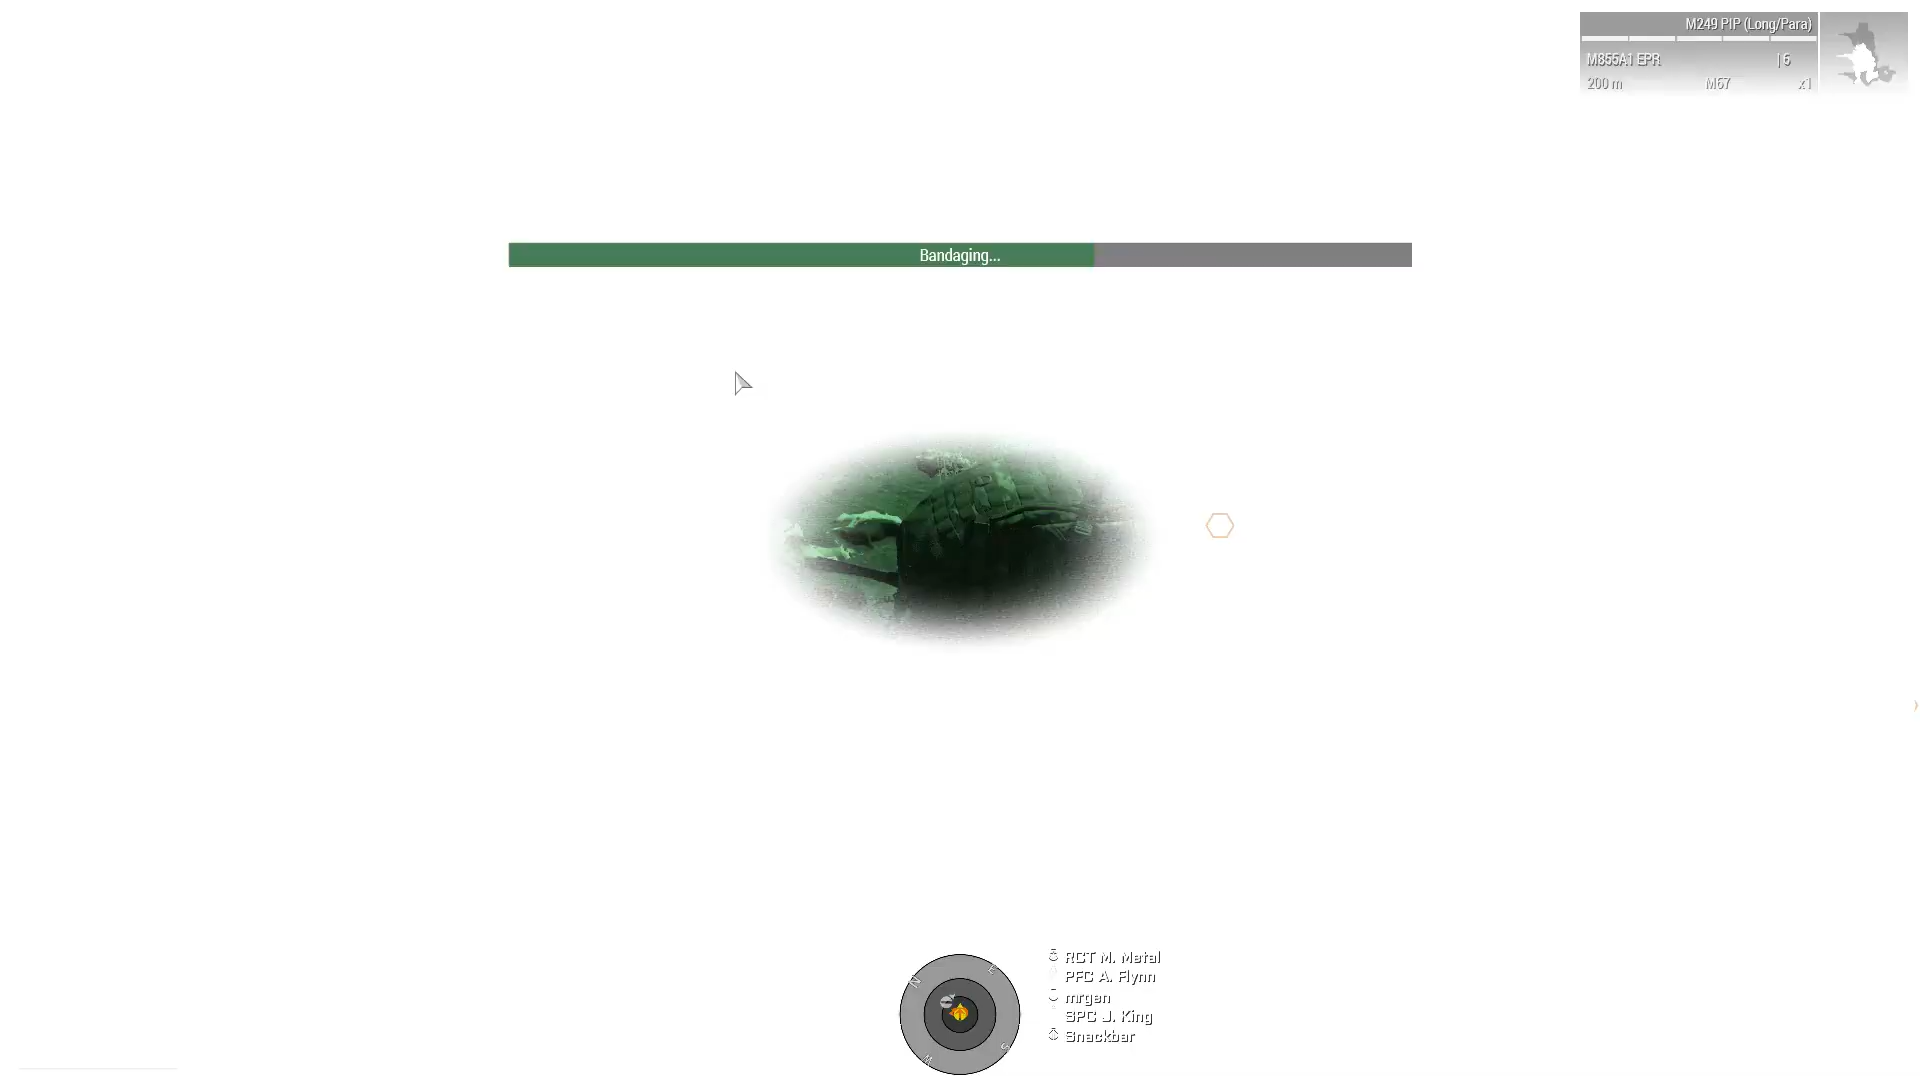 M249 PIP (Long/Para)
M855A1 EPR | 6
200 m M67 x1
Bandaging...
N E
W S
RCT M. Metal
PFC A. Flynn
mrgen
SPC J. King
Snackbar